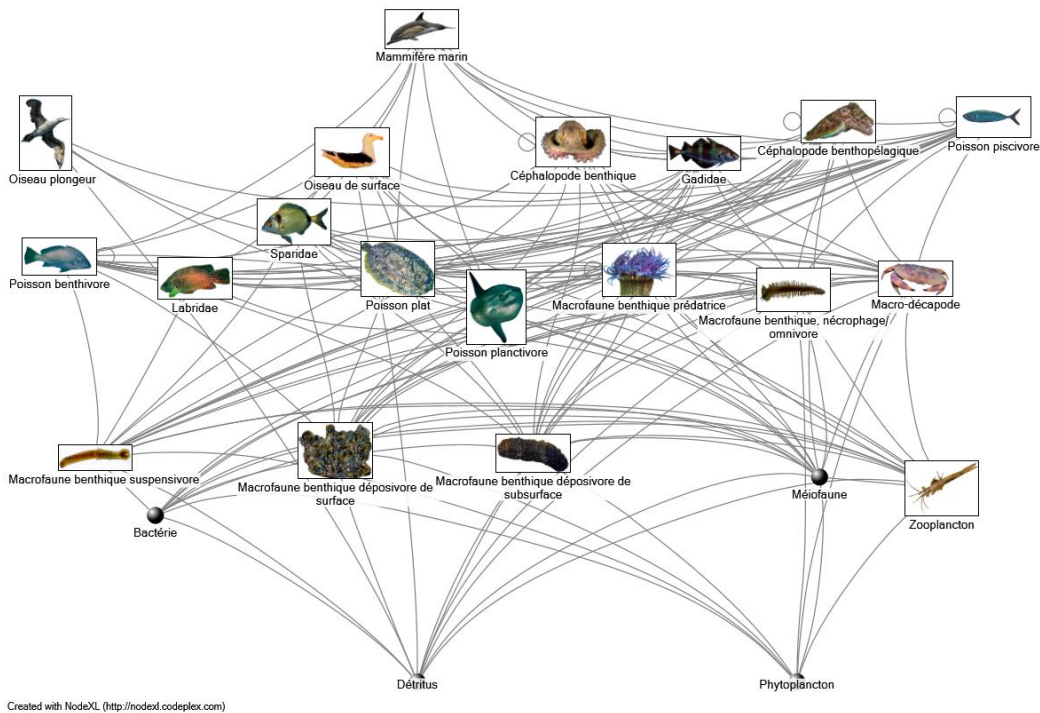 Mammifère marin
Oiseau plongeur
Oiseau de surface
Céphalopode benthique
Gadidae
Céphalopode benthopélagique
Poisson piscivore
Sparidae
Poisson benthivore
Labridae
Poisson plat
Poisson planctivore
Macrofaune benthique prédatrice
Macrofaune benthique, nécrophage/
omnivore
Macro-décapode
Macrofaune benthique suspensivore
Macrofaune benthique déposivore de
surface
Macrofaune benthique déposivore de
subsurface
Méiofaune
Zooplancton
Bactérie
Détritus
Phytoplancton
Created with NodeXL (http://nodexl.codeplex.com)